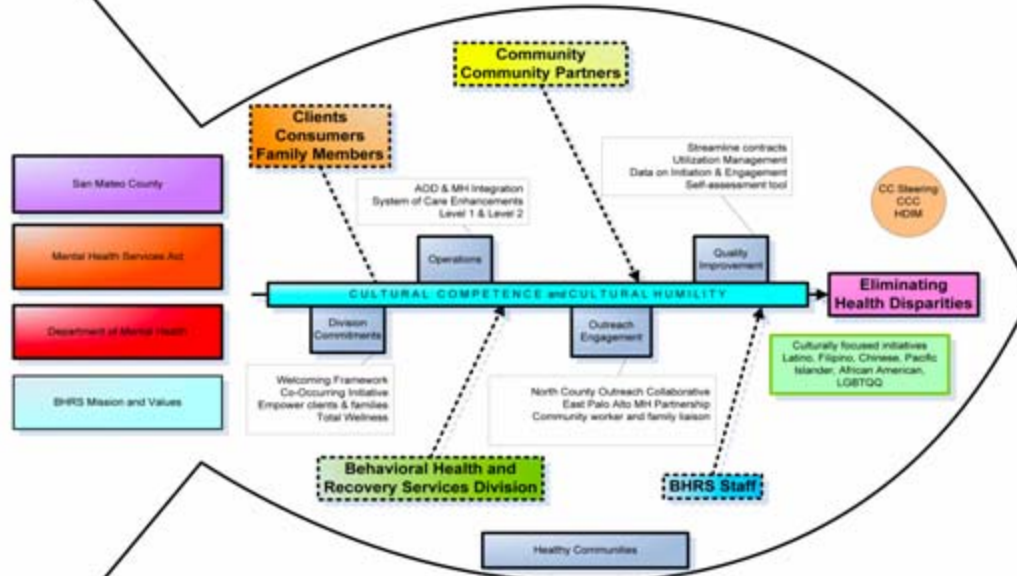 San Mateo County
Mental Health Services Act
Department of Mental Health
BHRS Mission and Values
Clients
Consumers
Family Members
Community
Community Partners
AOD & MH Integration
System of Care Enhancements
Level 1 & Level 2
Streamline contracts
Utilization Management
Data on Initiation & Engagement
Self-assessment tool
CC Steering
CCC
HDIM
Operations
Quality
Improvement
CULTURAL COMPETENCE and CULTURAL HUMILITY
Eliminating
Health Disparities
Division
Commitments
Outreach
Engagement
Culturally focused initiatives
Latino, Filipino, Chinese, Pacific
Islander, African American,
LGBTQQ
Welcoming Framework
Co-Occurring Initiative
Empower clients & families
Total Wellness
North County Outreach Collaborative
East Palo Alto MH Partnership
Community worker and family liaison
Behavioral Health and
Recovery Services Division
BHRS Staff
Healthy Communities